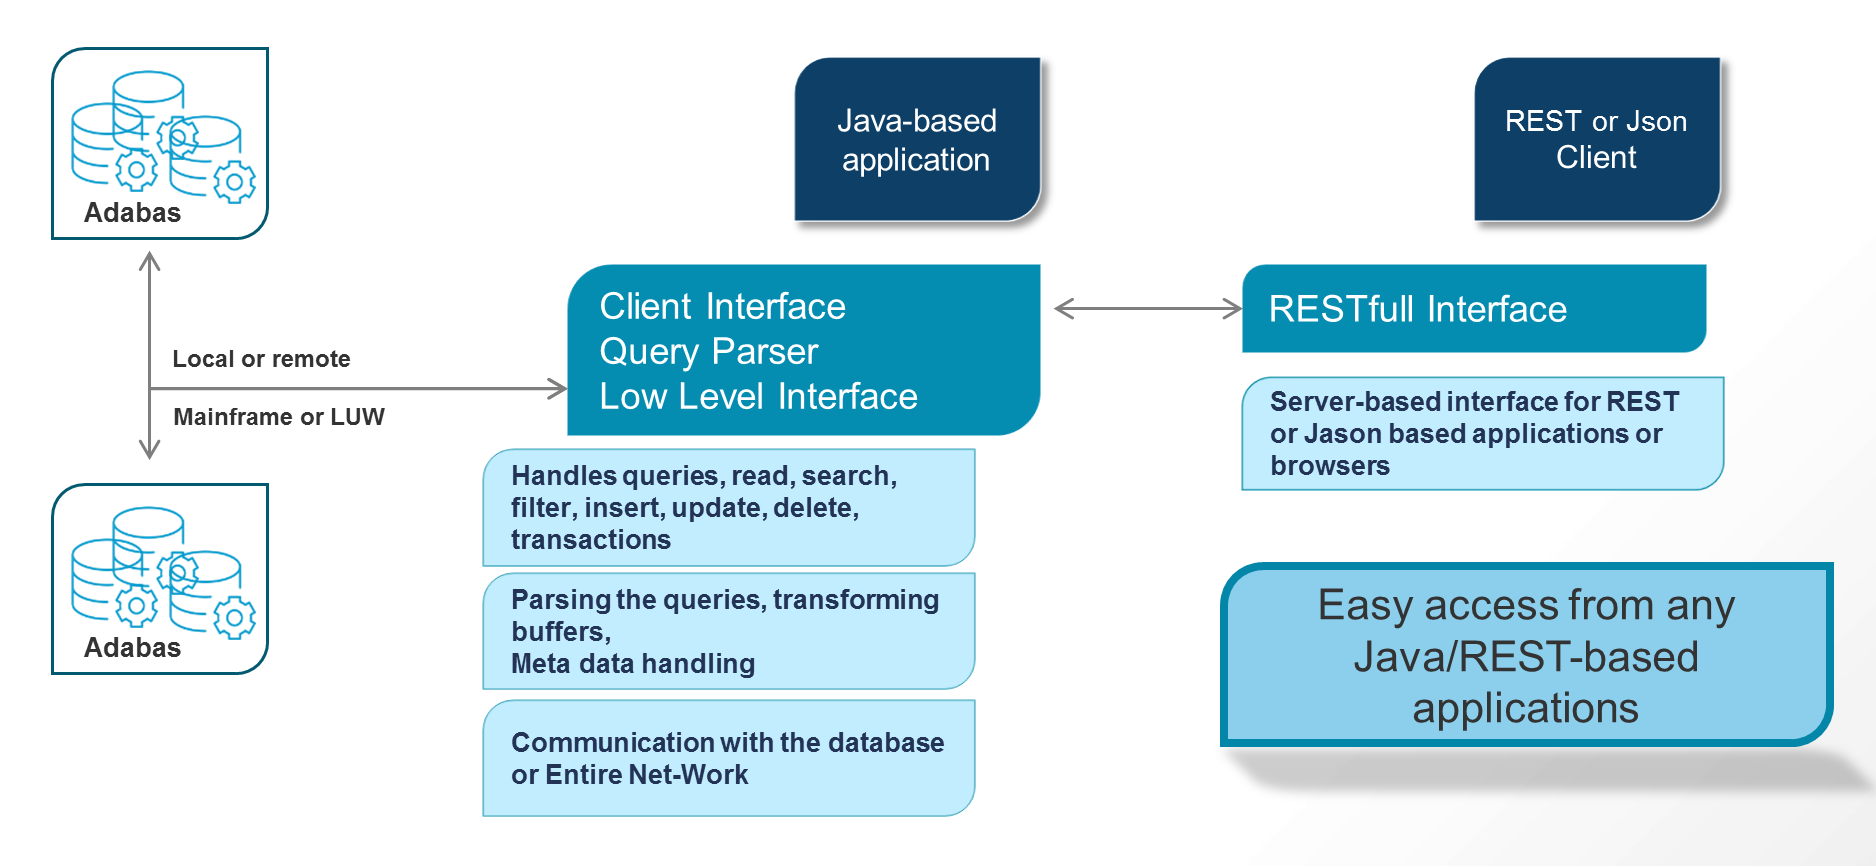 Adabas
Local or remote
Mainframe or LUW
Adabas
Java-based
application
Client Interface
Query Parser
Low Level Interface
Handles queries, read, search,
filter, insert, update, delete,
transactions
Parsing the queries, transforming
buffers,
Meta data handling
Communication with the database
or Entire Net-Work
REST or Json
Client
RESTfull Interface
Server-based interface for REST
or Jason based applications or
browsers
Easy access from any
Java/REST-based
applications